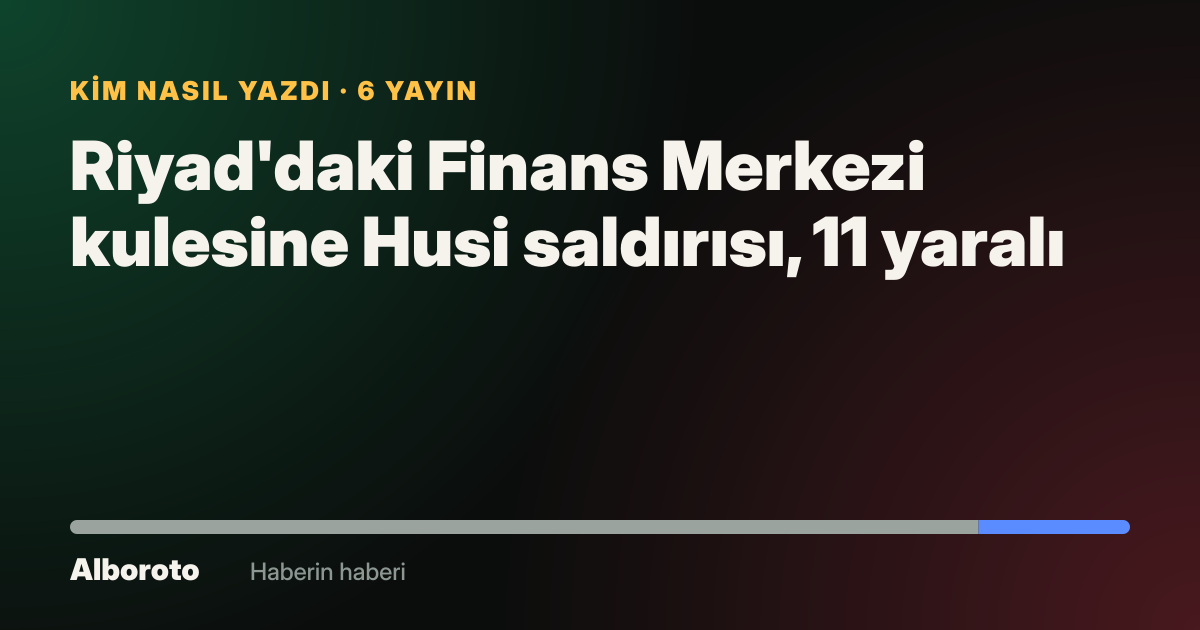 KİM NASIL YAZDI · 6 YAYIN
Riyad'daki Finans Merkezi
kulesine Husi saldırısı, 11 yaralı
Alboroto
Haberin haberi